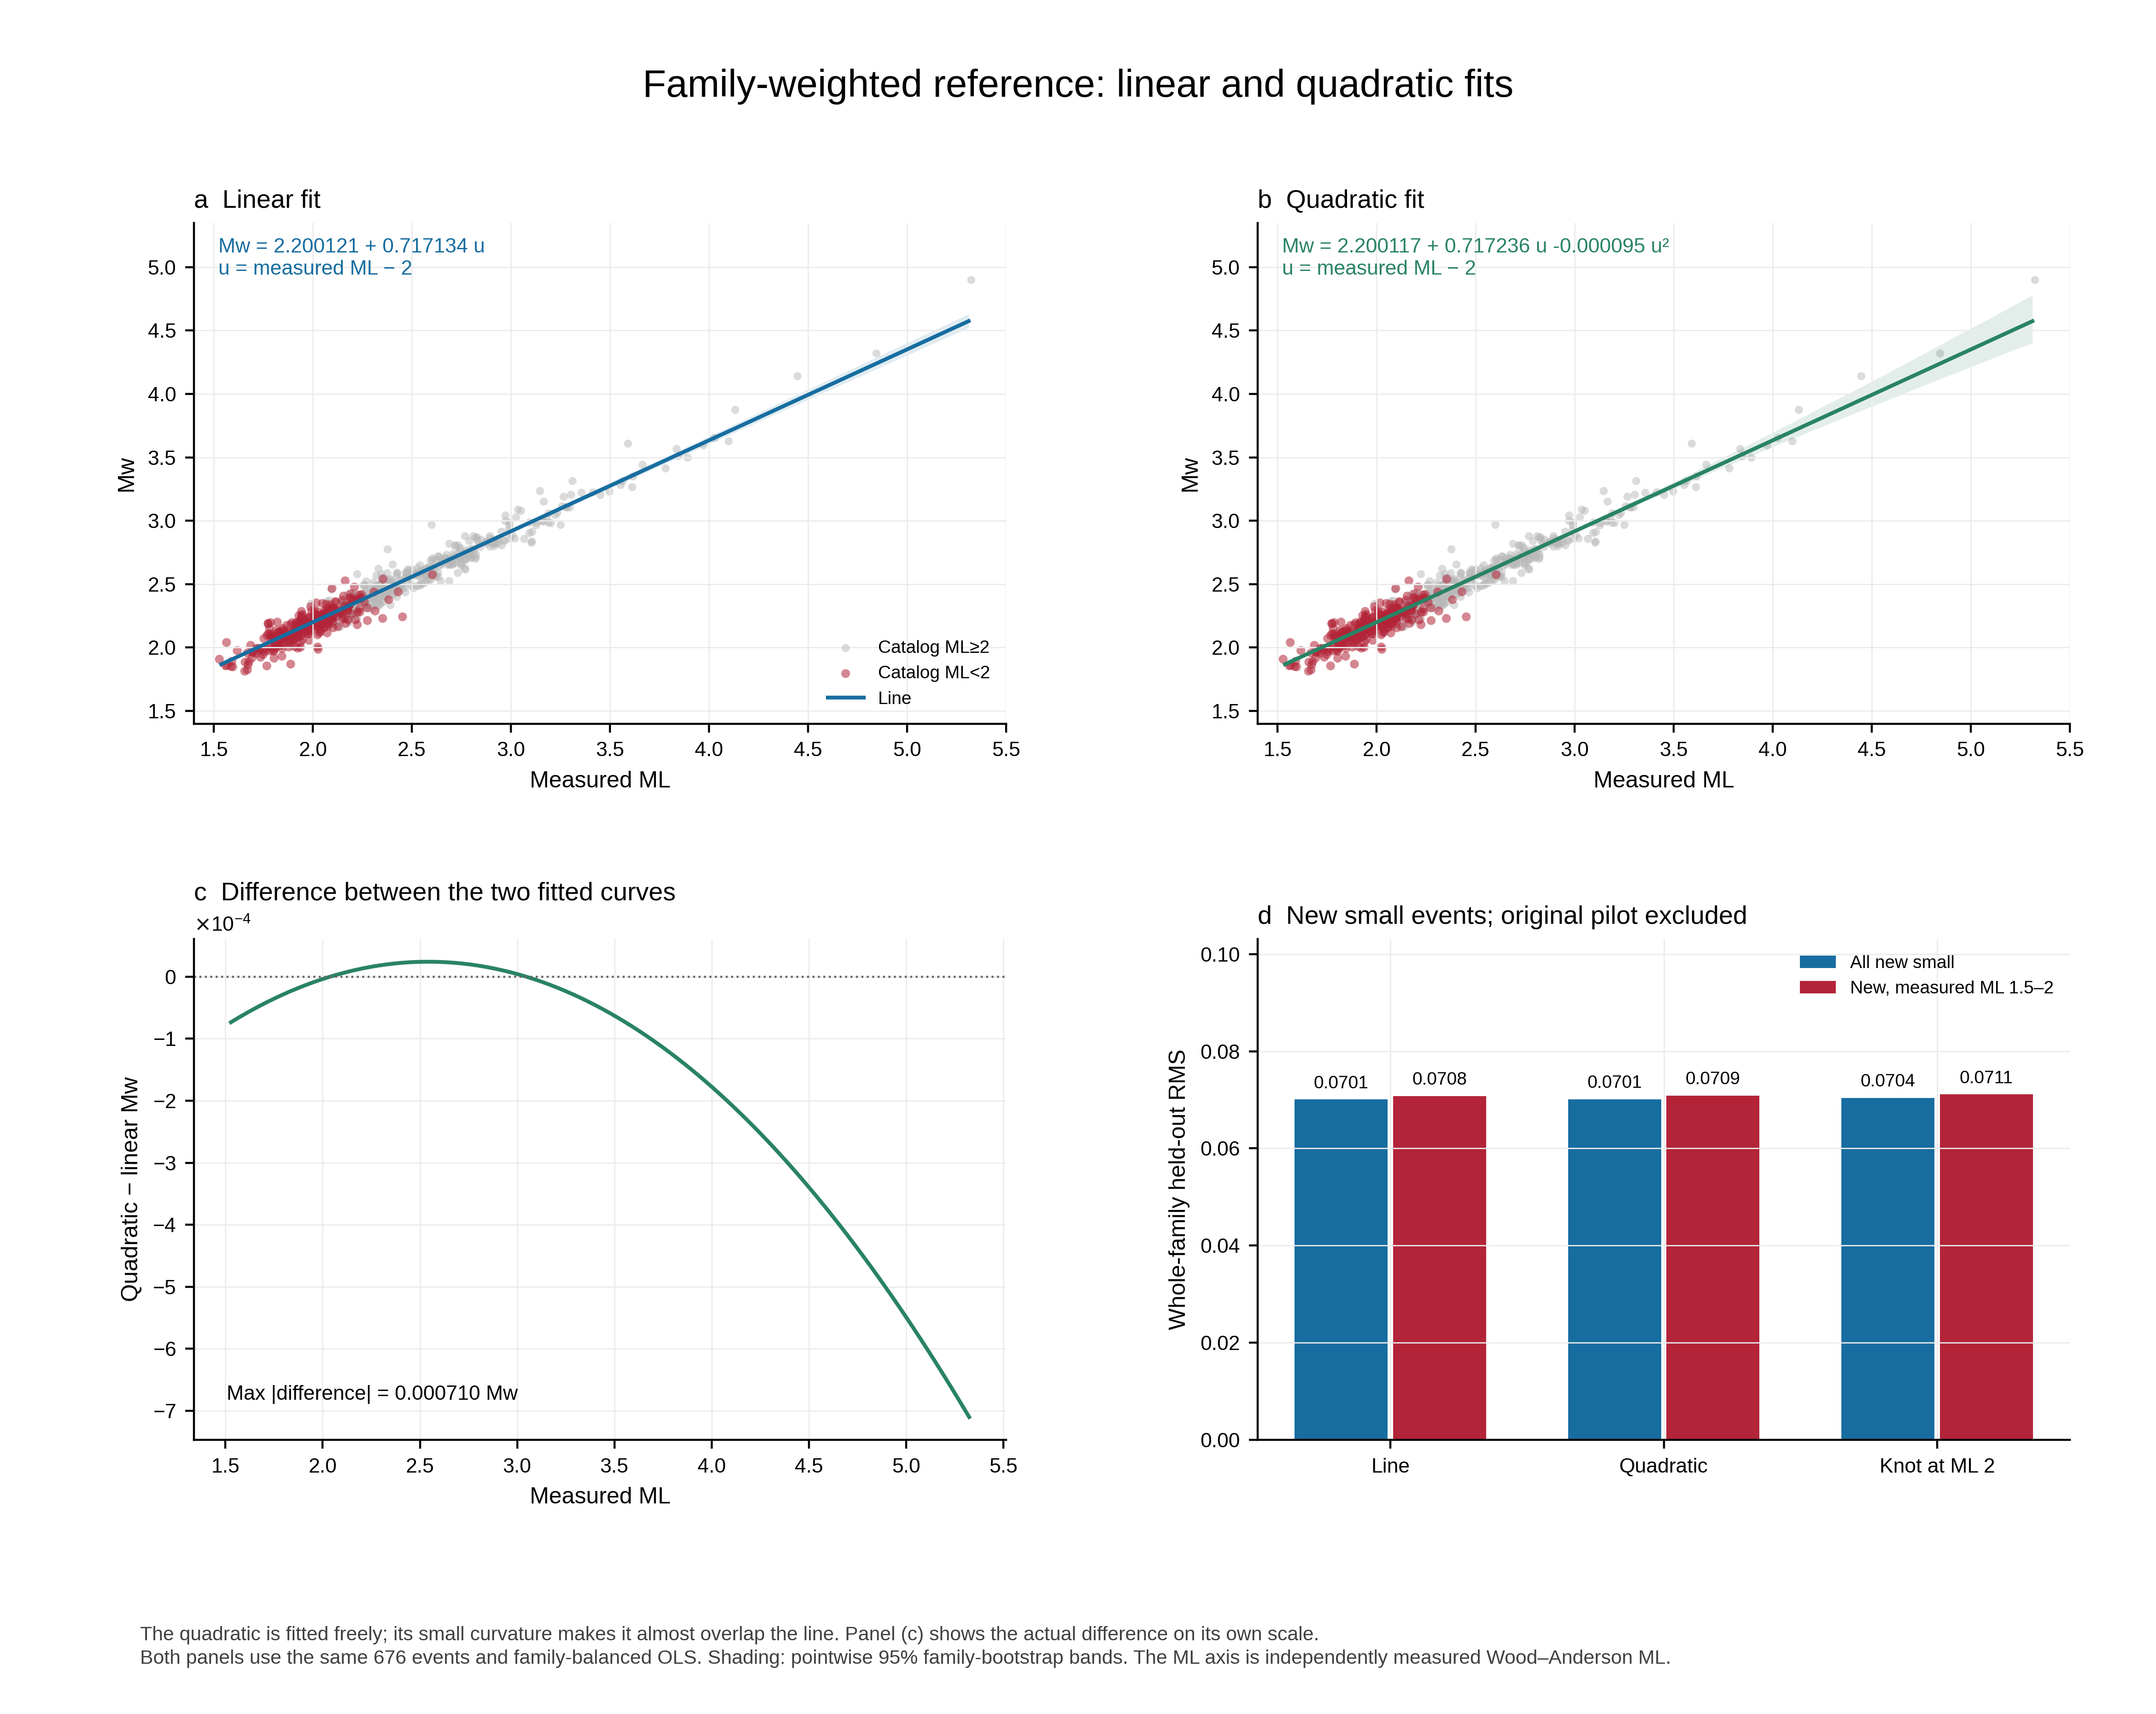 Family-weighted reference: linear and quadratic fits
a Linear fit
Mw = 2.200121 + 0.717134 u
u = measured ML − 2
5.0
4.5
4.0
3.5
3.0
2.5
2.0
1.5
Mw
Catalog ML≥2
Catalog ML<2
Line
1.5 2.0 2.5 3.0 3.5 4.0 4.5 5.0 5.5
Measured ML
b Quadratic fit
Mw = 2.200117 + 0.717236 u -0.000095 u²
u = measured ML − 2
5.0
4.5
4.0
3.5
3.0
2.5
2.0
1.5
Mw
1.5 2.0 2.5 3.0 3.5 4.0 4.5 5.0 5.5
Measured ML
c Difference between the two fitted curves
×10⁻⁴
0
−1
−2
−3
−4
−5
−6
−7
Quadratic − linear Mw
Max |difference| = 0.000710 Mw
1.5 2.0 2.5 3.0 3.5 4.0 4.5 5.0 5.5
Measured ML
d New small events; original pilot excluded
All new small
New, measured ML 1.5–2
0.10
0.08
0.06
0.04
0.02
0.00
Whole-family held-out RMS
0.0701 0.0708 0.0701 0.0709 0.0704 0.0711
Line Quadratic Knot at ML 2
The quadratic is fitted freely; its small curvature makes it almost overlap the line. Panel (c) shows the actual difference on its own scale.
Both panels use the same 676 events and family-balanced OLS. Shading: pointwise 95% family-bootstrap bands. The ML axis is independently measured Wood–Anderson ML.